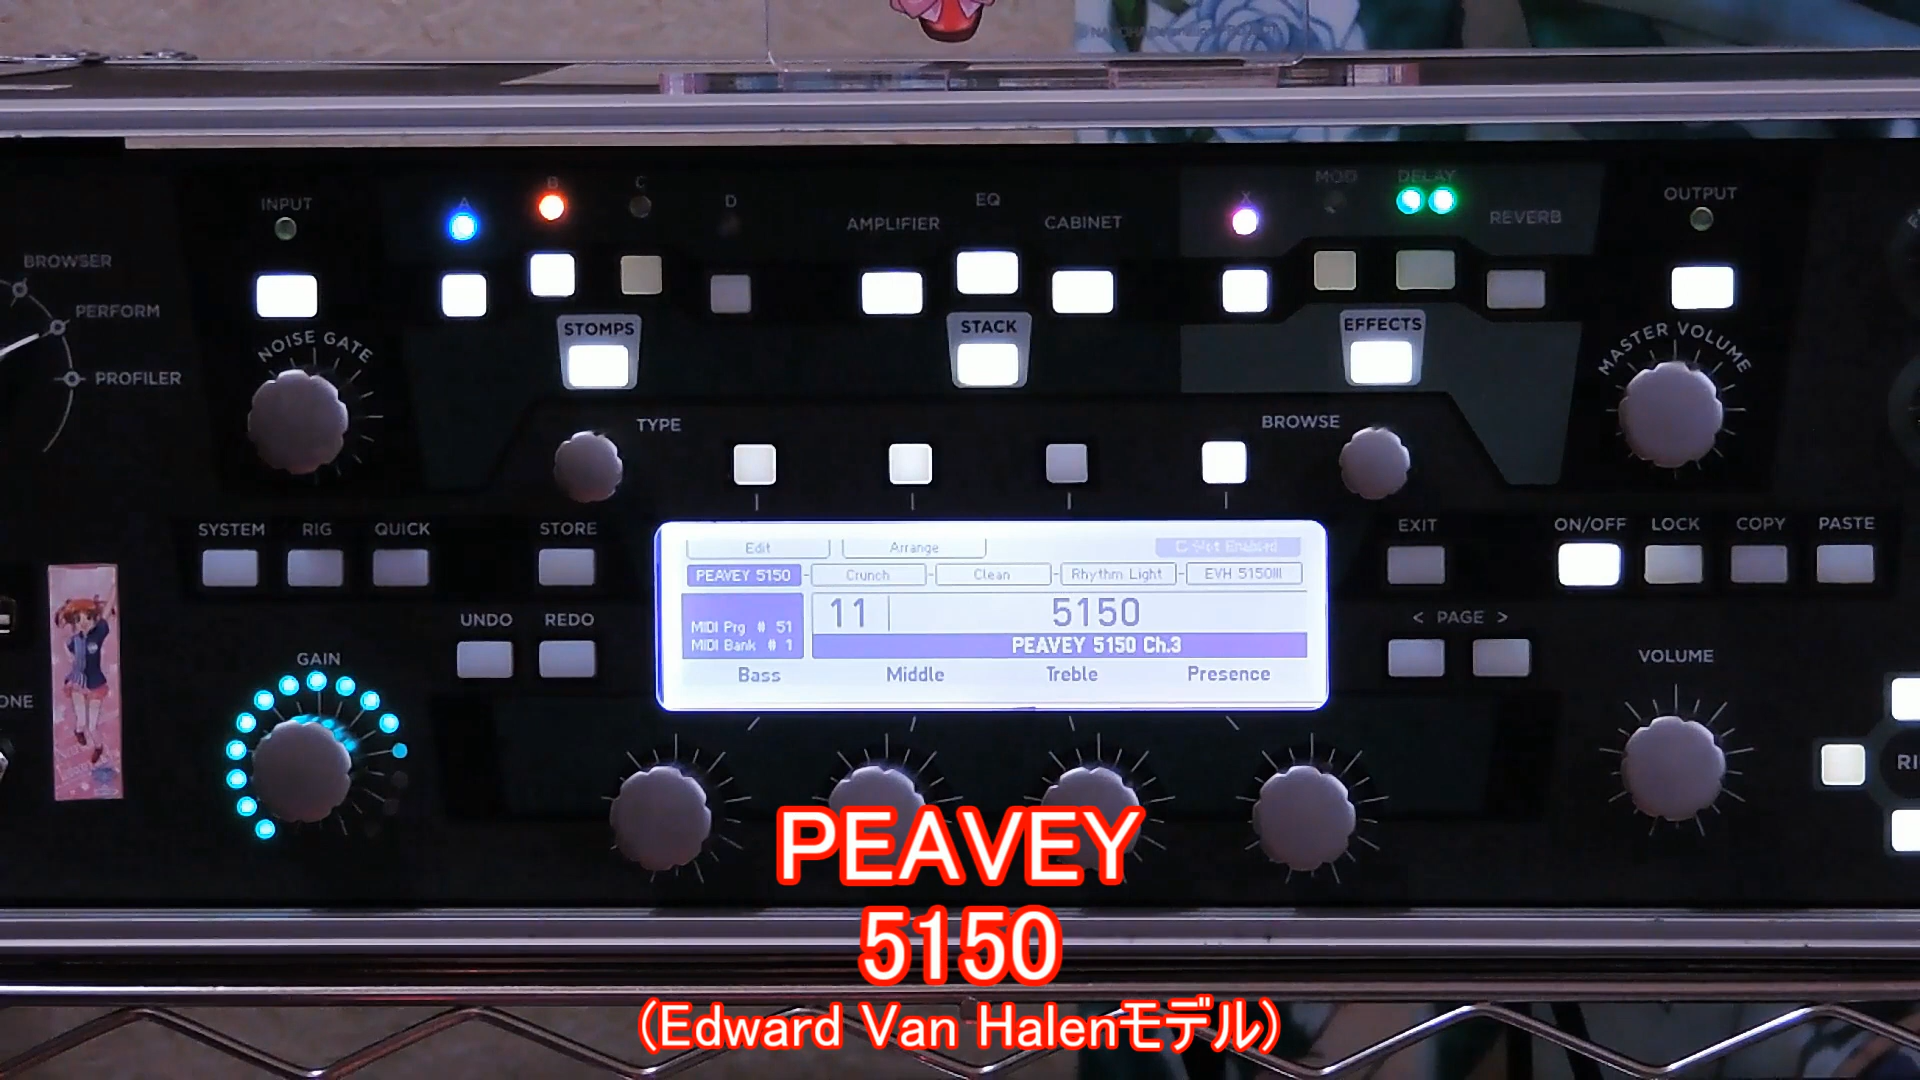 INPUT
A
B
C
D
AMPLIFIER
EQ
CABINET
X
MOD
DELAY
REVERB
OUTPUT
BROWSER
PERFORM
PROFILER
NOISE GATE
STOMPS
STACK
EFFECTS
MASTER VOLUME
TYPE
BROWSE
SYSTEM
RIG
QUICK
STORE
EXIT
ON/OFF
LOCK
COPY
PASTE
Edit
Arrange
PEAVEY 5150
Crunch
Clean
Rhythm Light
EVH 5150III
11
5150
MIDI Prg # 51
MIDI Bank # 1
PEAVEY 5150 Ch.3
Bass
Middle
Treble
Presence
UNDO
REDO
< PAGE >
GAIN
VOLUME
PEAVEY
5150
(Edward Van Halenモデル)